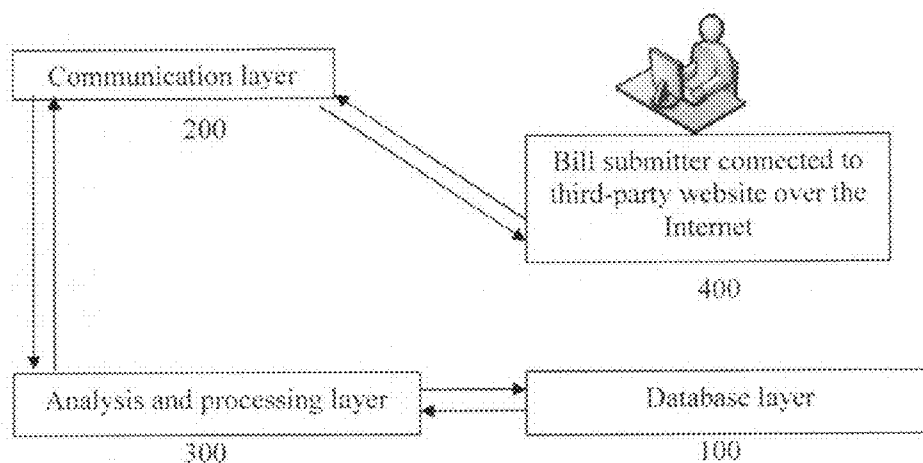 Communication layer
200
Bill submitter connected to
third-party website over the
Internet
400
Analysis and processing layer
300
Database layer
100